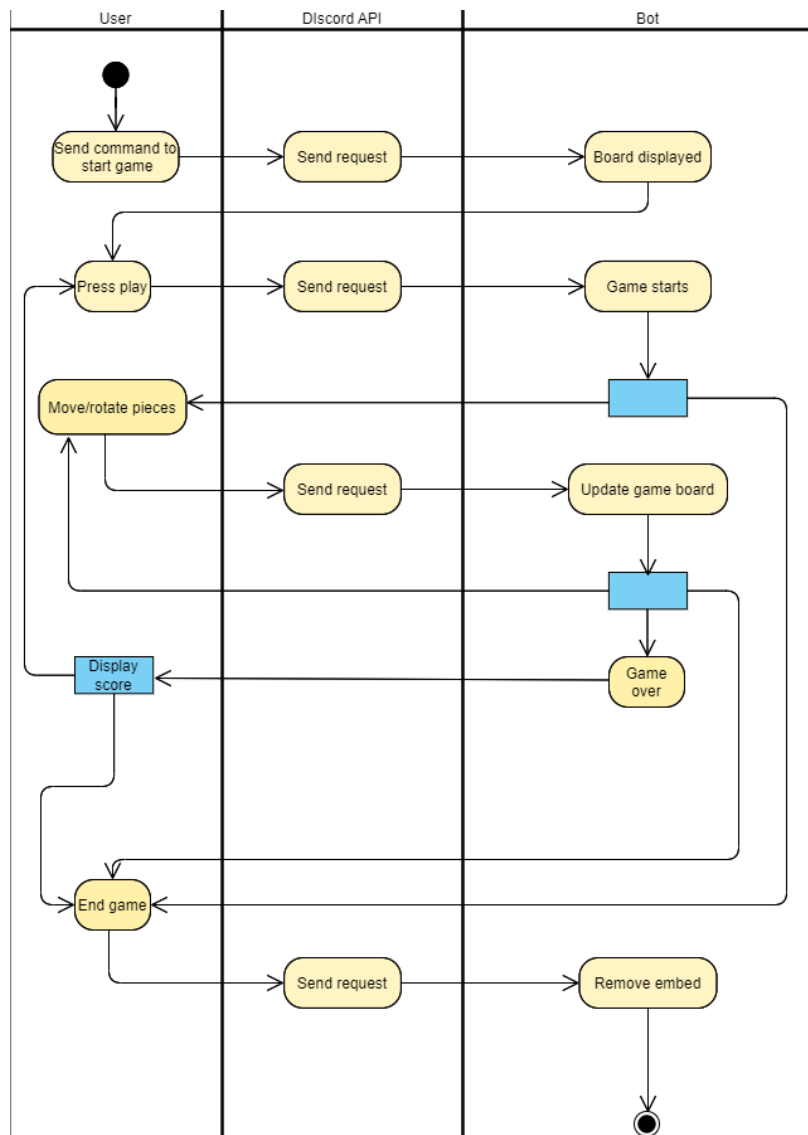 User
DIscord API
Bot
Send command to
start game
Send request
Board displayed
Press play
Send request
Game starts
Move/rotate pieces
Send request
Update game board
Display
score
Game
over
End game
Send request
Remove embed